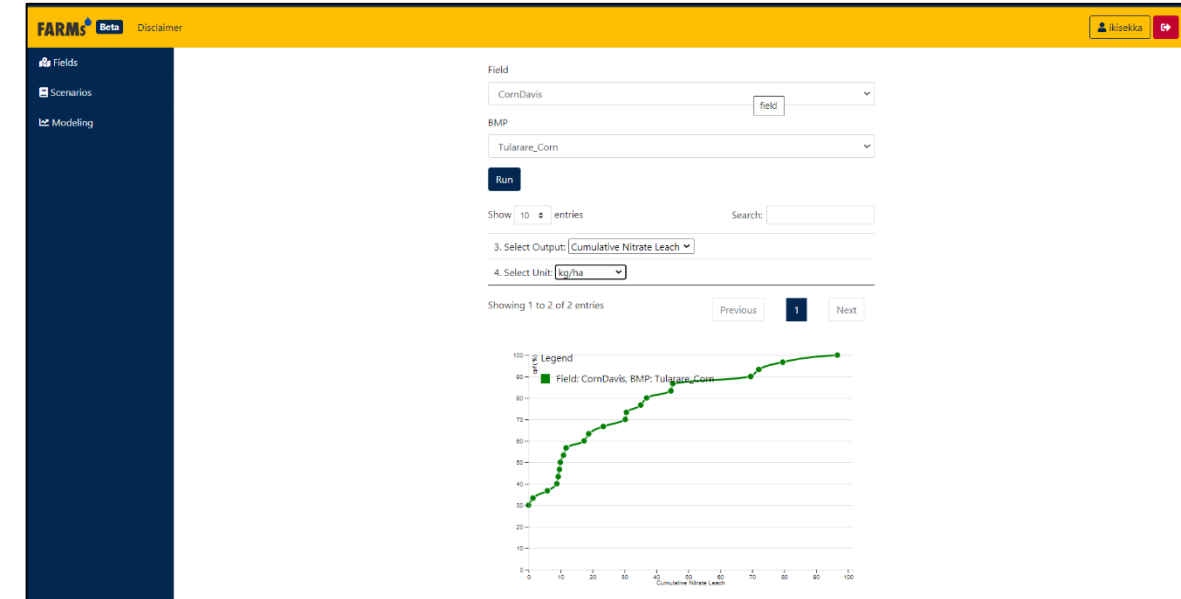 FARMs Beta Disclaimer ikisekka
Fields
Scenarios
Modeling
Field
CornDavis
field
BMP
Tularare_Corn
Run
Show 10 entries Search:
3. Select Output: Cumulative Nitrate Leach
4. Select Unit: kg/ha
Showing 1 to 2 of 2 entries
Previous 1 Next
Legend
Field: CornDavis, BMP: Tularare_Corn
100
90
80
70
60
50
40
30
20
10
0
0 10 20 30 40 50 60 70 80 90 100
Cumulative Nitrate Leach